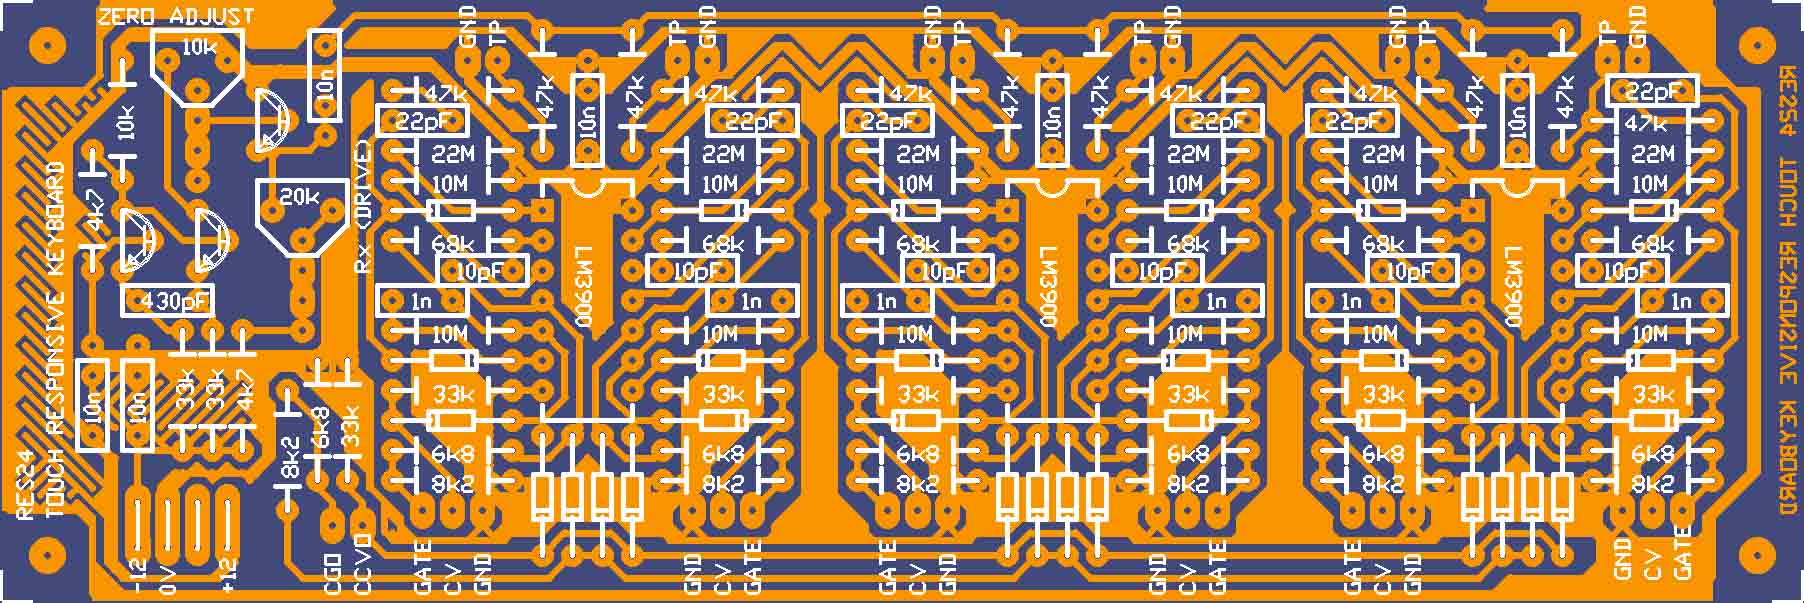 ZERO ADJUST
GND TP TP GND GND TP TP GND GND TP TP GND
10k
10n
10k
47k 47k 10n 47k 47k
47k 47k 10n 47k 47k
47k 47k 10n 47k 22pF
22pF 22pF 22pF 22pF 22pF 47k
22M 22M 22M 22M 22M 22M
10M 10M 10M 10M 10M 10M
4k7
20k
Rx (DRIVE)
68k 68k 68k 68k 68k 68k
10pF 10pF 10pF 10pF 10pF 10pF
LM3900 LM3900 LM3900
430pF
1n 1n 1n 1n 1n 1n
10M 10M 10M 10M 10M 10M
33k 33k 33k 33k 33k 33k
10n 10n 33k 33k 4k7
8k2 6k8 33k
6k8 6k8 6k8 6k8 6k8 6k8
8k2 8k2 8k2 8k2 8k2 8k2
RES24
TOUCH RESPONSIVE KEYBOARD
-12 0V +12
CGO CCVO
GATE CV GND GND CV GATE GATE CV GND GND CV GATE GATE CV GND GND CV GATE
RES24 TOUCH RESPONSIVE KEYBOARD